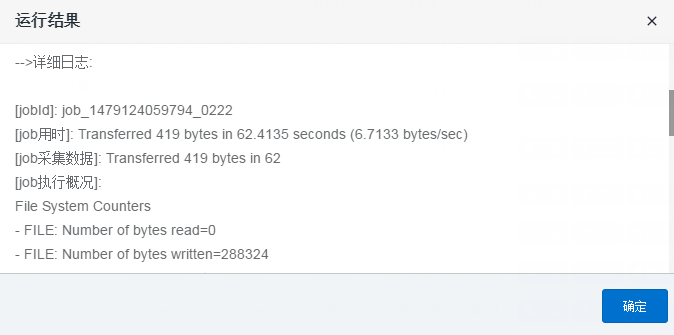 运行结果
×
-->详细日志:
[jobId]: job_1479124059794_0222
[job用时]: Transferred 419 bytes in 62.4135 seconds (6.7133 bytes/sec)
[job采集数据]: Transferred 419 bytes in 62
[job执行概况]:
File System Counters
- FILE: Number of bytes read=0
- FILE: Number of bytes written=288324
确定